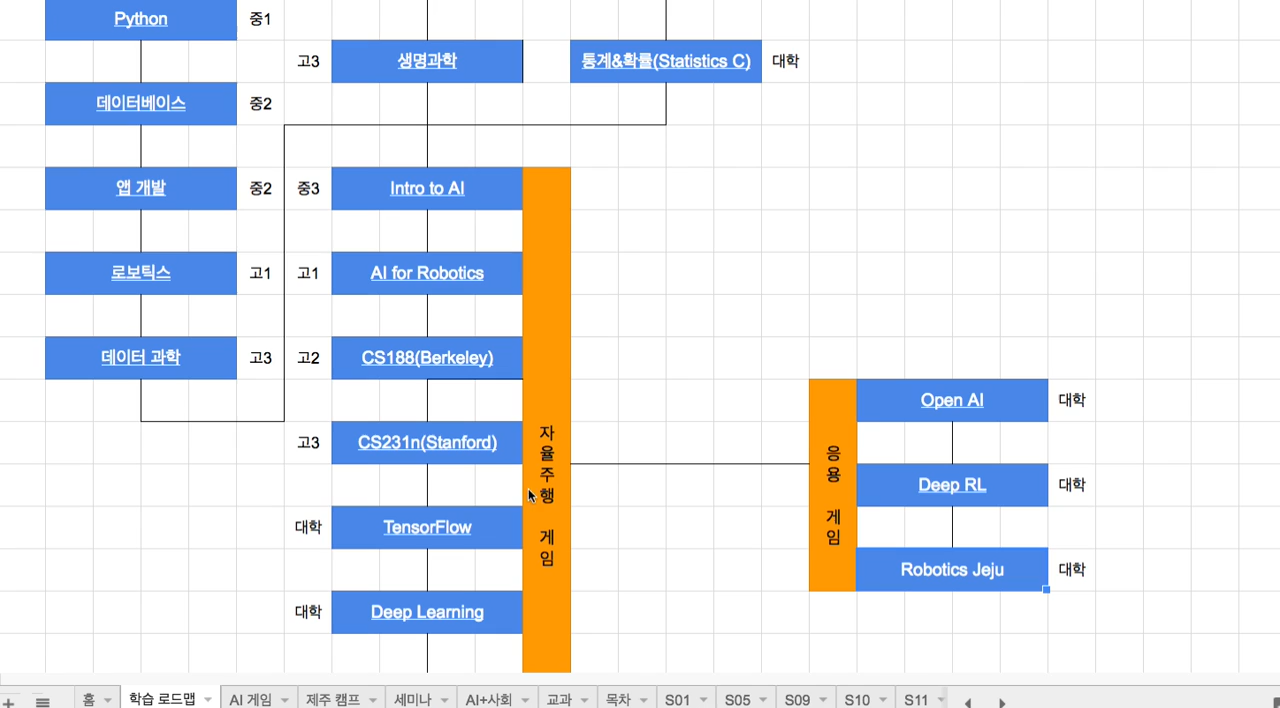 Python 중1
고3 생명과학 통계&확률(Statistics C) 대학
데이터베이스 중2
앱 개발 중2 중3 Intro to AI
로보틱스 고1 고1 AI for Robotics
데이터 과학 고3 고2 CS188(Berkeley)
Open AI 대학
고3 CS231n(Stanford)
자율주행 게임
응용 게임
Deep RL 대학
대학 TensorFlow
Robotics Jeju 대학
대학 Deep Learning
홈 학습 로드맵 AI 게임 제주 캠프 세미나 AI+사회 교과 목차 S01 S05 S09 S10 S11